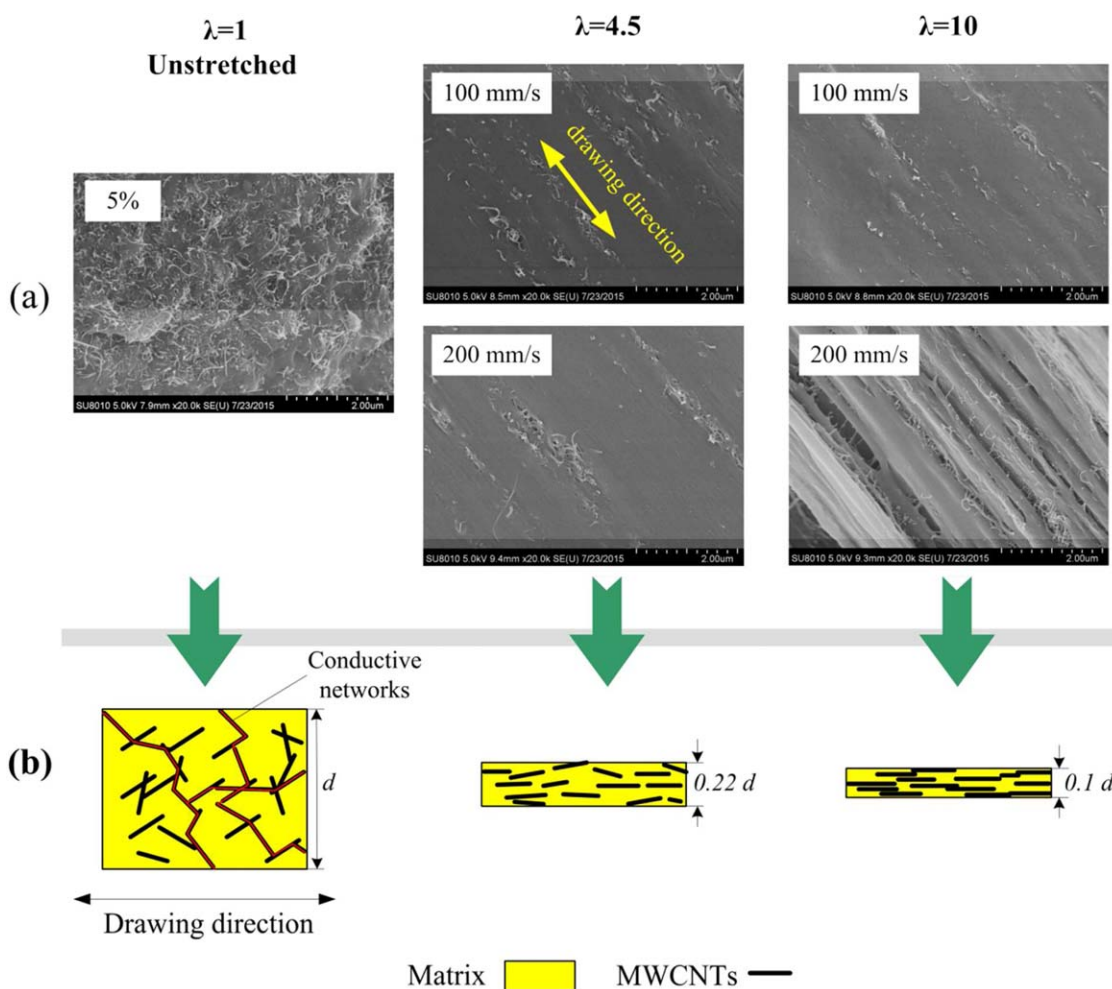 λ=1
Unstretched
λ=4.5
λ=10
(a)
5%
SU8010 5.0kV 7.9mm x20.0k SE(U) 7/23/2015
2.00um
100 mm/s
drawing direction
SU8010 5.0kV 8.5mm x20.0k SE(U) 7/23/2015
2.00um
100 mm/s
SU8010 5.0kV 8.8mm x20.0k SE(U) 7/23/2015
2.00um
200 mm/s
SU8010 5.0kV 9.4mm x20.0k SE(U) 7/23/2015
2.00um
200 mm/s
SU8010 5.0kV 9.3mm x20.0k SE(U) 7/23/2015
2.00um
(b)
Conductive
networks
d
Drawing direction
0.22 d
0.1 d
Matrix
MWCNTs